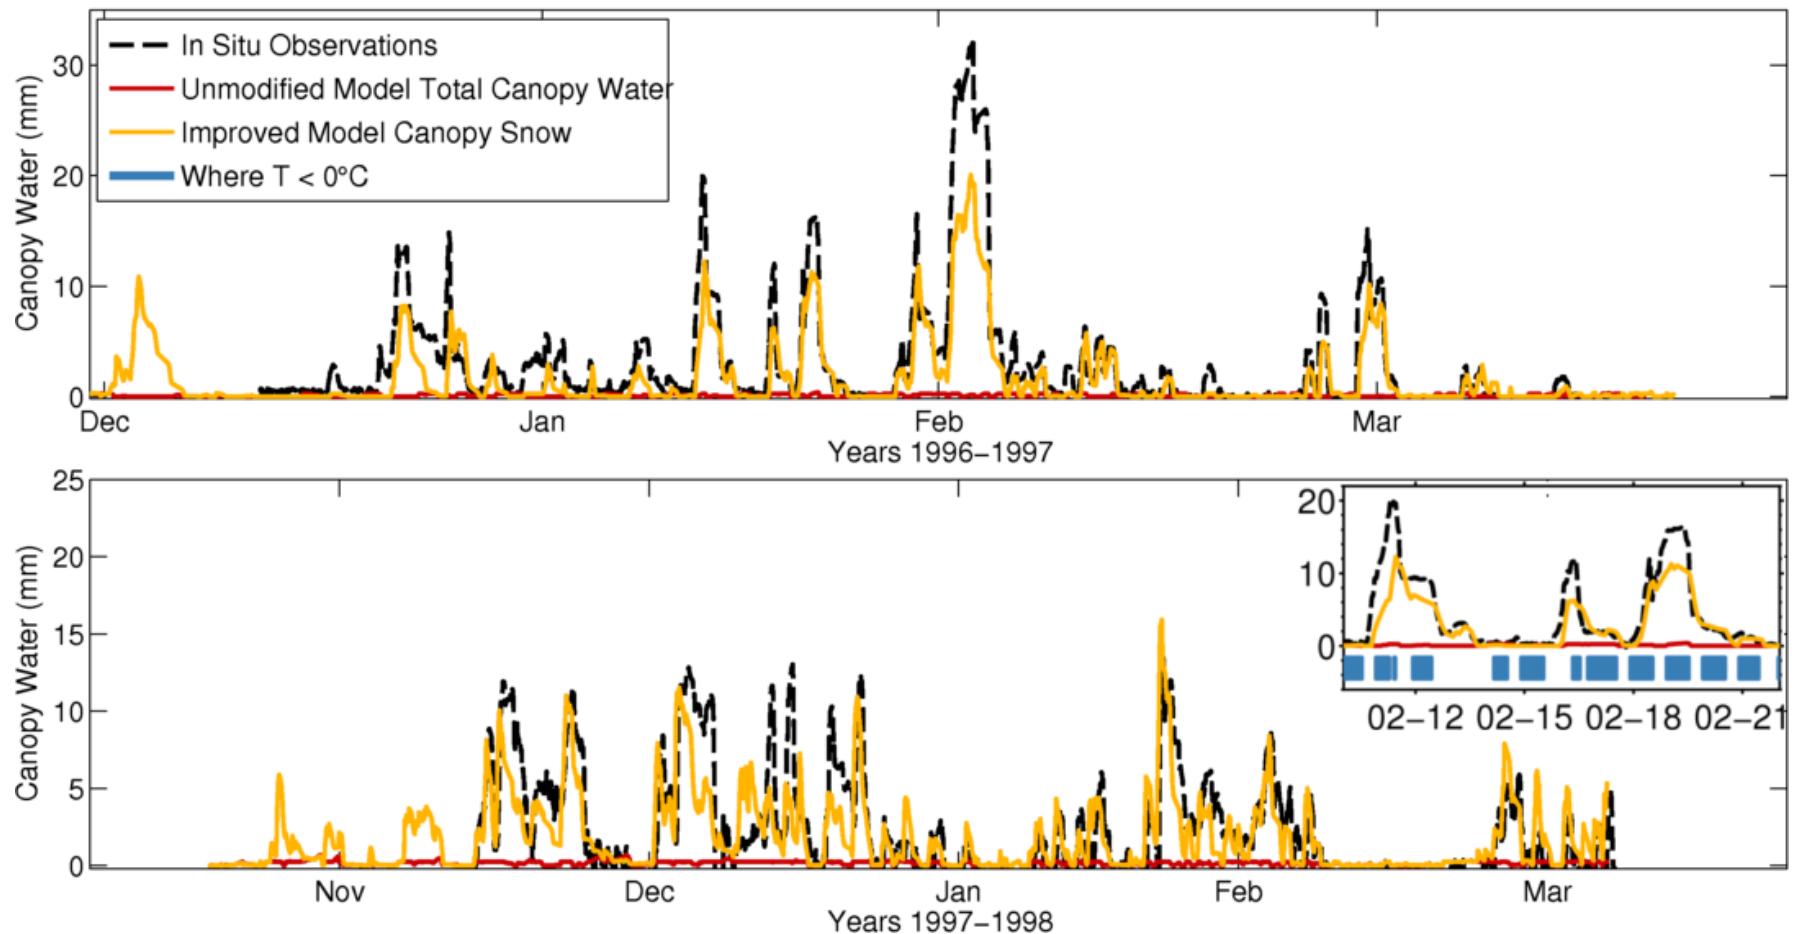 In Situ Observations
Unmodified Model Total Canopy Water
Improved Model Canopy Snow
Where T < 0°C
Canopy Water (mm)
30
20
10
0
Dec Jan Feb Mar
Years 1996–1997
Canopy Water (mm)
25
20
15
10
5
0
Nov Dec Jan Feb Mar
Years 1997–1998
20
10
0
02–12 02–15 02–18 02–21